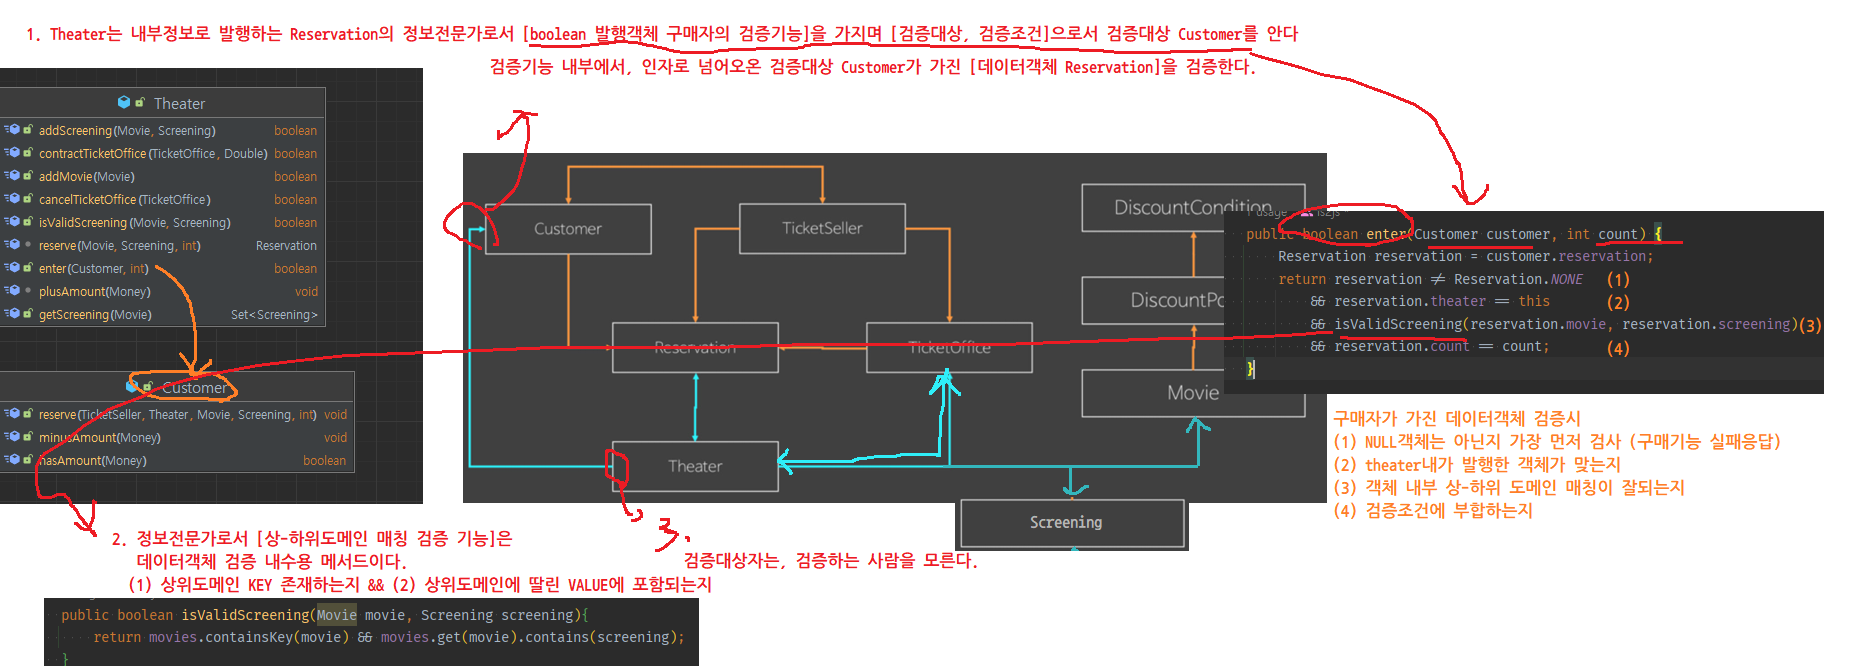 1. Theater는 내부정보로 발행하는 Reservation의 정보전문가로서 [boolean 발행객체 구매자의 검증기능]을 가지며 [검증대상, 검증조건]으로서 검증대상 Customer를 안다
검증기능 내부에서, 인자로 넘어오온 검증대상 Customer가 가진 [데이터객체 Reservation]을 검증한다.
Theater
addScreening(Movie, Screening) boolean
contractTicketOffice(TicketOffice, Double) boolean
addMovie(Movie) boolean
cancelTicketOffice(TicketOffice) boolean
isValidScreening(Movie, Screening) boolean
reserve(Movie, Screening, int) Reservation
enter(Customer, int) boolean
plusAmount(Money) void
getScreening(Movie) Set<Screening>
Customer
reserve(TicketSeller, Theater, Movie, Screening, int) void
minusAmount(Money) void
hasAmount(Money) boolean
Customer
TicketSeller
Reservation
TicketOffice
Theater
DiscountCondition
Movie
Screening
public boolean enter(Customer customer, int count) {
Reservation reservation = customer.reservation;
return reservation ≠ Reservation.NONE (1)
&& reservation.theater == this (2)
&& isValidScreening(reservation.movie, reservation.screening)(3)
&& reservation.count == count; (4)
}
구매자가 가진 데이터객체 검증시
(1) NULL객체는 아닌지 가장 먼저 검사 (구매기능 실패응답)
(2) theater내가 발행한 객체가 맞는지
(3) 객체 내부 상-하위 도메인 매칭이 잘되는지
(4) 검증조건에 부합하는지
2. 정보전문가로서 [상-하위도메인 매칭 검증 기능]은
데이터객체 검증 내수용 메서드이다.
(1) 상위도메인 KEY 존재하는지 && (2) 상위도메인에 딸린 VALUE에 포함되는지
3.
검증대상자는, 검증하는 사람을 모른다.
public boolean isValidScreening(Movie movie, Screening screening){
return movies.containsKey(movie) && movies.get(movie).contains(screening);
}